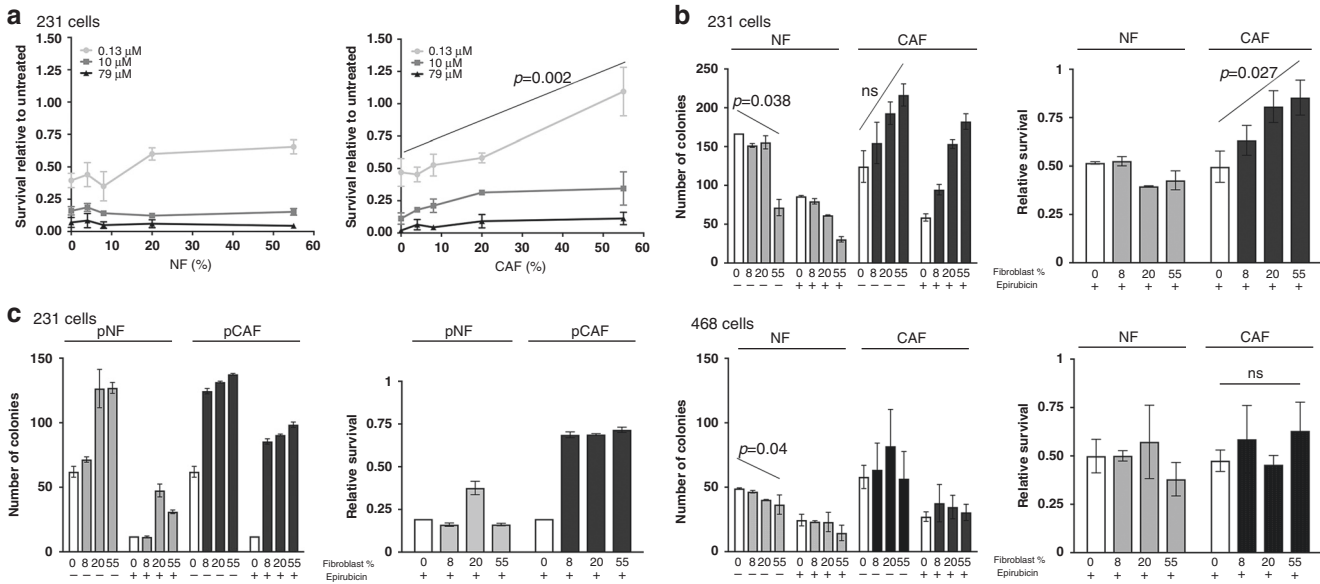 a
231 cells
Survival relative to untreated
1.50
1.25
1.00
0.75
0.50
0.25
0.00
0.13 μM
10 μM
79 μM
0 10 20 30 40 50 60
NF (%)
Survival relative to untreated
1.50
1.25
1.00
0.75
0.50
0.25
0.00
0.13 μM
10 μM
79 μM
p=0.002
0 10 20 30 40 50 60
CAF (%)
b
231 cells
NF CAF
Number of colonies
250
200
150
100
50
0
p=0.038
ns
0 8 20 55 0 8 20 55 0 8 20 55 0 8 20 55
− − − − + + + + − − − − + + + +
Fibroblast %
Epirubicin
NF CAF
Relative survival
1
0.75
0.5
0.25
0
p=0.027
0 8 20 55 0 8 20 55
+ + + + + + + +
c
231 cells
pNF pCAF
Number of colonies
150
100
50
0
0 8 20 55 0 8 20 55 0 8 20 55 0 8 20 55
− − − − + + + + − − − − + + + +
Fibroblast %
Epirubicin
pNF pCAF
Relative survival
1
0.75
0.50
0.25
0
0 8 20 55 0 8 20 55
+ + + + + + + +
468 cells
NF CAF
Number of colonies
150
100
50
0
p=0.04
0 8 20 55 0 8 20 55 0 8 20 55 0 8 20 55
− − − − + + + + − − − − + + + +
Fibroblast %
Epirubicin
NF CAF
Relative survival
1
0.75
0.5
0.25
0
ns
0 8 20 55 0 8 20 55
+ + + + + + + +